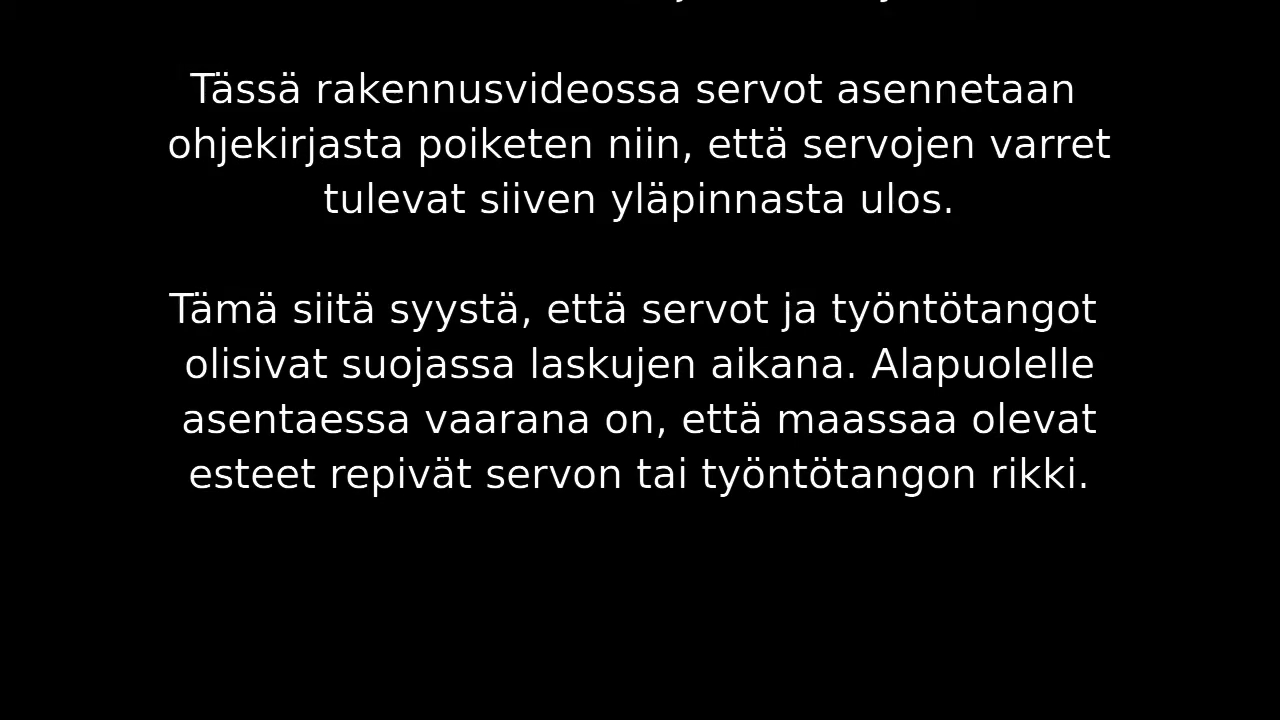 Tässä rakennusvideossa servot asennetaan
ohjekirjasta poiketen niin, että servojen varret
tulevat siiven yläpinnasta ulos.
Tämä siitä syystä, että servot ja työntötangot
olisivat suojassa laskujen aikana. Alapuolelle
asentaessa vaarana on, että maassaa olevat
esteet repivät servon tai työntötangon rikki.